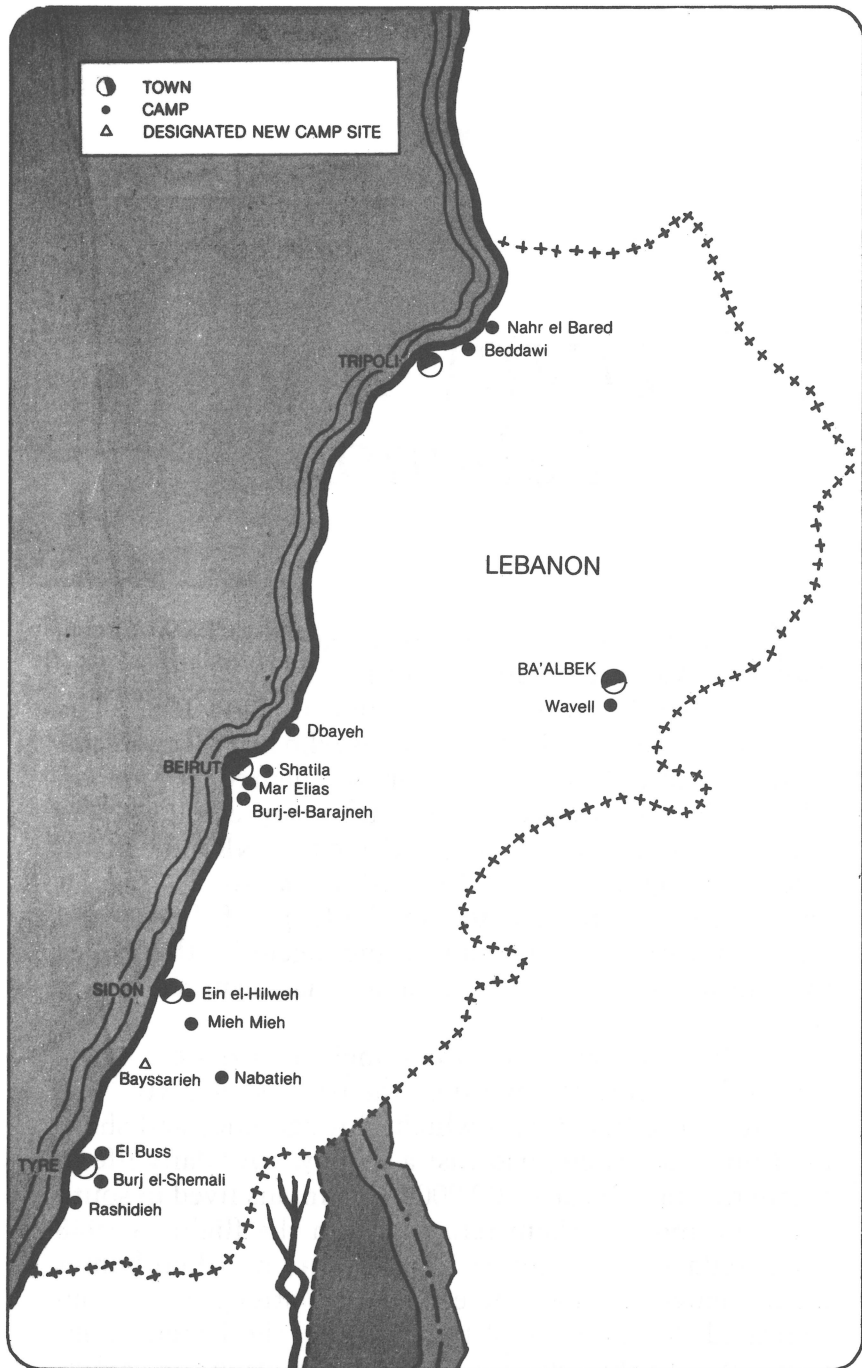 TOWN
CAMP
DESIGNATED NEW CAMP SITE
Nahr el Bared
Beddawi
TRIPOLI
LEBANON
BA'ALBEK
Wavell
Dbayeh
BEIRUT
Shatila
Mar Elias
Burj-el-Barajneh
SIDON
Ein el-Hilweh
Mieh Mieh
Bayssarieh
Nabatieh
El Buss
TYRE
Burj el-Shemali
Rashidieh